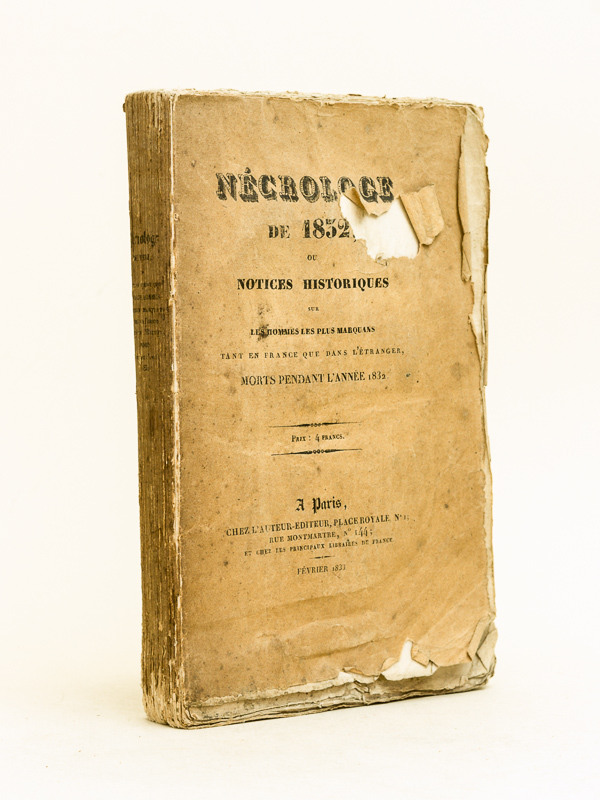 NÉCROLOGE
DE 1832,
OU
NOTICES HISTORIQUES
SUR
LES HOMMES LES PLUS MARQUANS
TANT EN FRANCE QUE DANS L'ÉTRANGER,
MORTS PENDANT L'ANNÉE 1832
PRIX : 4 FRANCS.
A Paris,
CHEZ L'AUTEUR-ÉDITEUR, PLACE ROYALE, N° 1,
RUE MONTMARTRE, N° 144;
ET CHEZ LES PRINCIPAUX LIBRAIRES DE FRANCE
FÉVRIER 1833